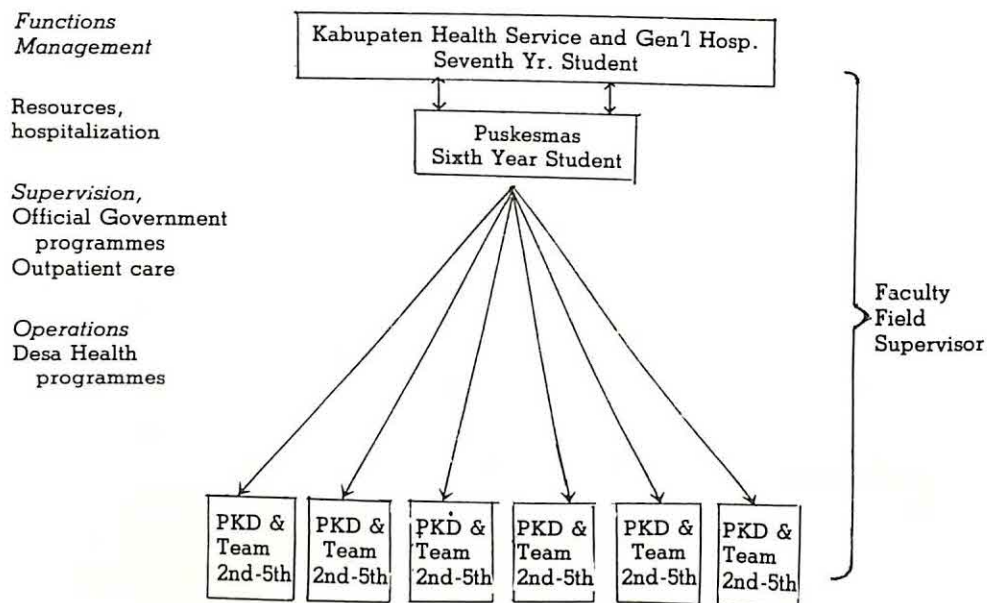 Functions
Management
Kabupaten Health Service and Gen'l Hosp.
Seventh Yr. Student
Resources,
hospitalization
Puskesmas
Sixth Year Student
Supervision,
Official Government
programmes
Outpatient care
Operations
Desa Health
programmes
Faculty
Field
Supervisor
PKD &
Team
2nd-5th
PKD &
Team
2nd-5th
PKD &
Team
2nd-5th
PKD &
Team
2nd-5th
PKD &
Team
2nd-5th
PKD &
Team
2nd-5th